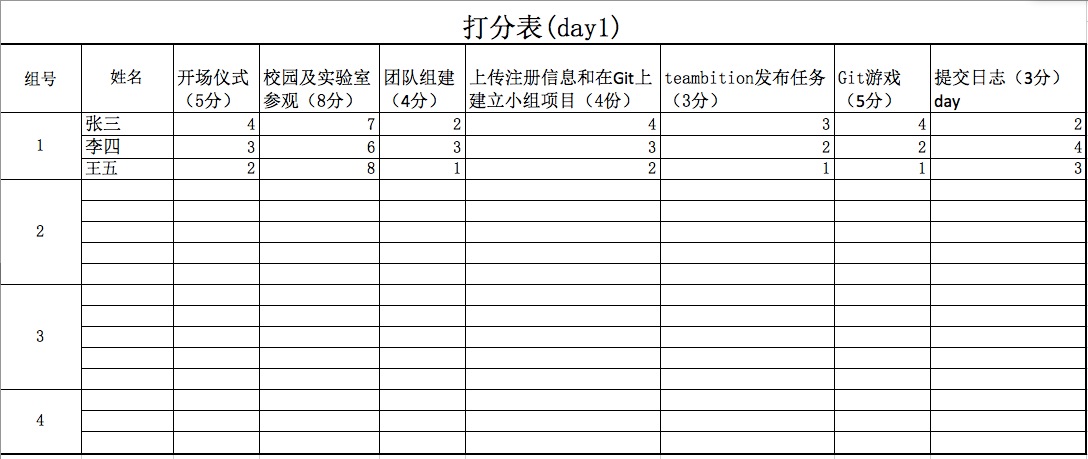 打分表(day1)
组号 姓名 开场仪式（5分） 校园及实验室参观（8分） 团队组建（4分） 上传注册信息和在Git上建立小组项目（4份） teambition发布任务（3分） Git游戏（5分） 提交日志（3分）day
1 张三 4 7 2 4 3 4 2
李四 3 6 3 3 2 2 4
王五 2 8 1 2 1 1 3
2
3
4